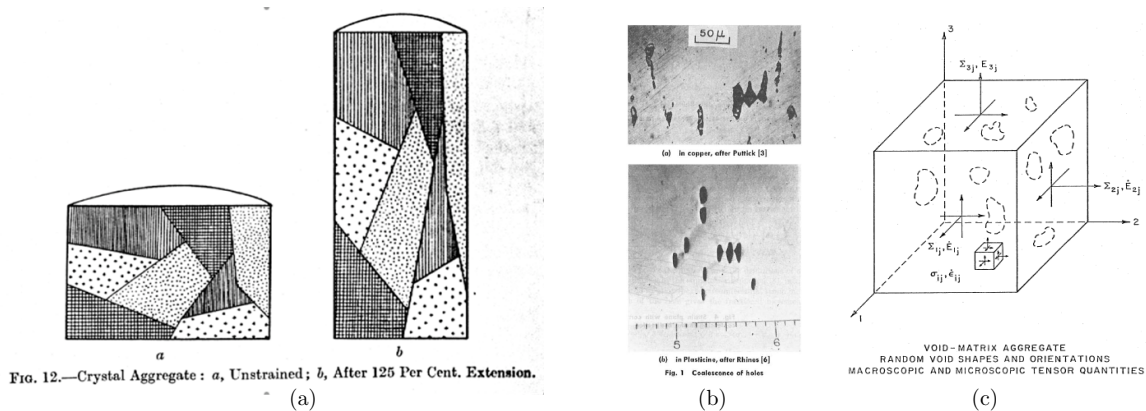 a
b
FIG. 12.—Crystal Aggregate : a, Unstrained; b, After 125 Per Cent. Extension.
(a)
50 μ
(a) in copper, after Puttick [3]
5
6
(b) in Plasticine, after Rhines [6]
Fig. 1 Coalescence of holes
(b)
3
Σ3j, E3j
Σ2j, Ė2j
2
Σ1j, Ė1j
σij, ε̇ij
1
VOID-MATRIX AGGREGATE
RANDOM VOID SHAPES AND ORIENTATIONS
MACROSCOPIC AND MICROSCOPIC TENSOR QUANTITIES
(c)